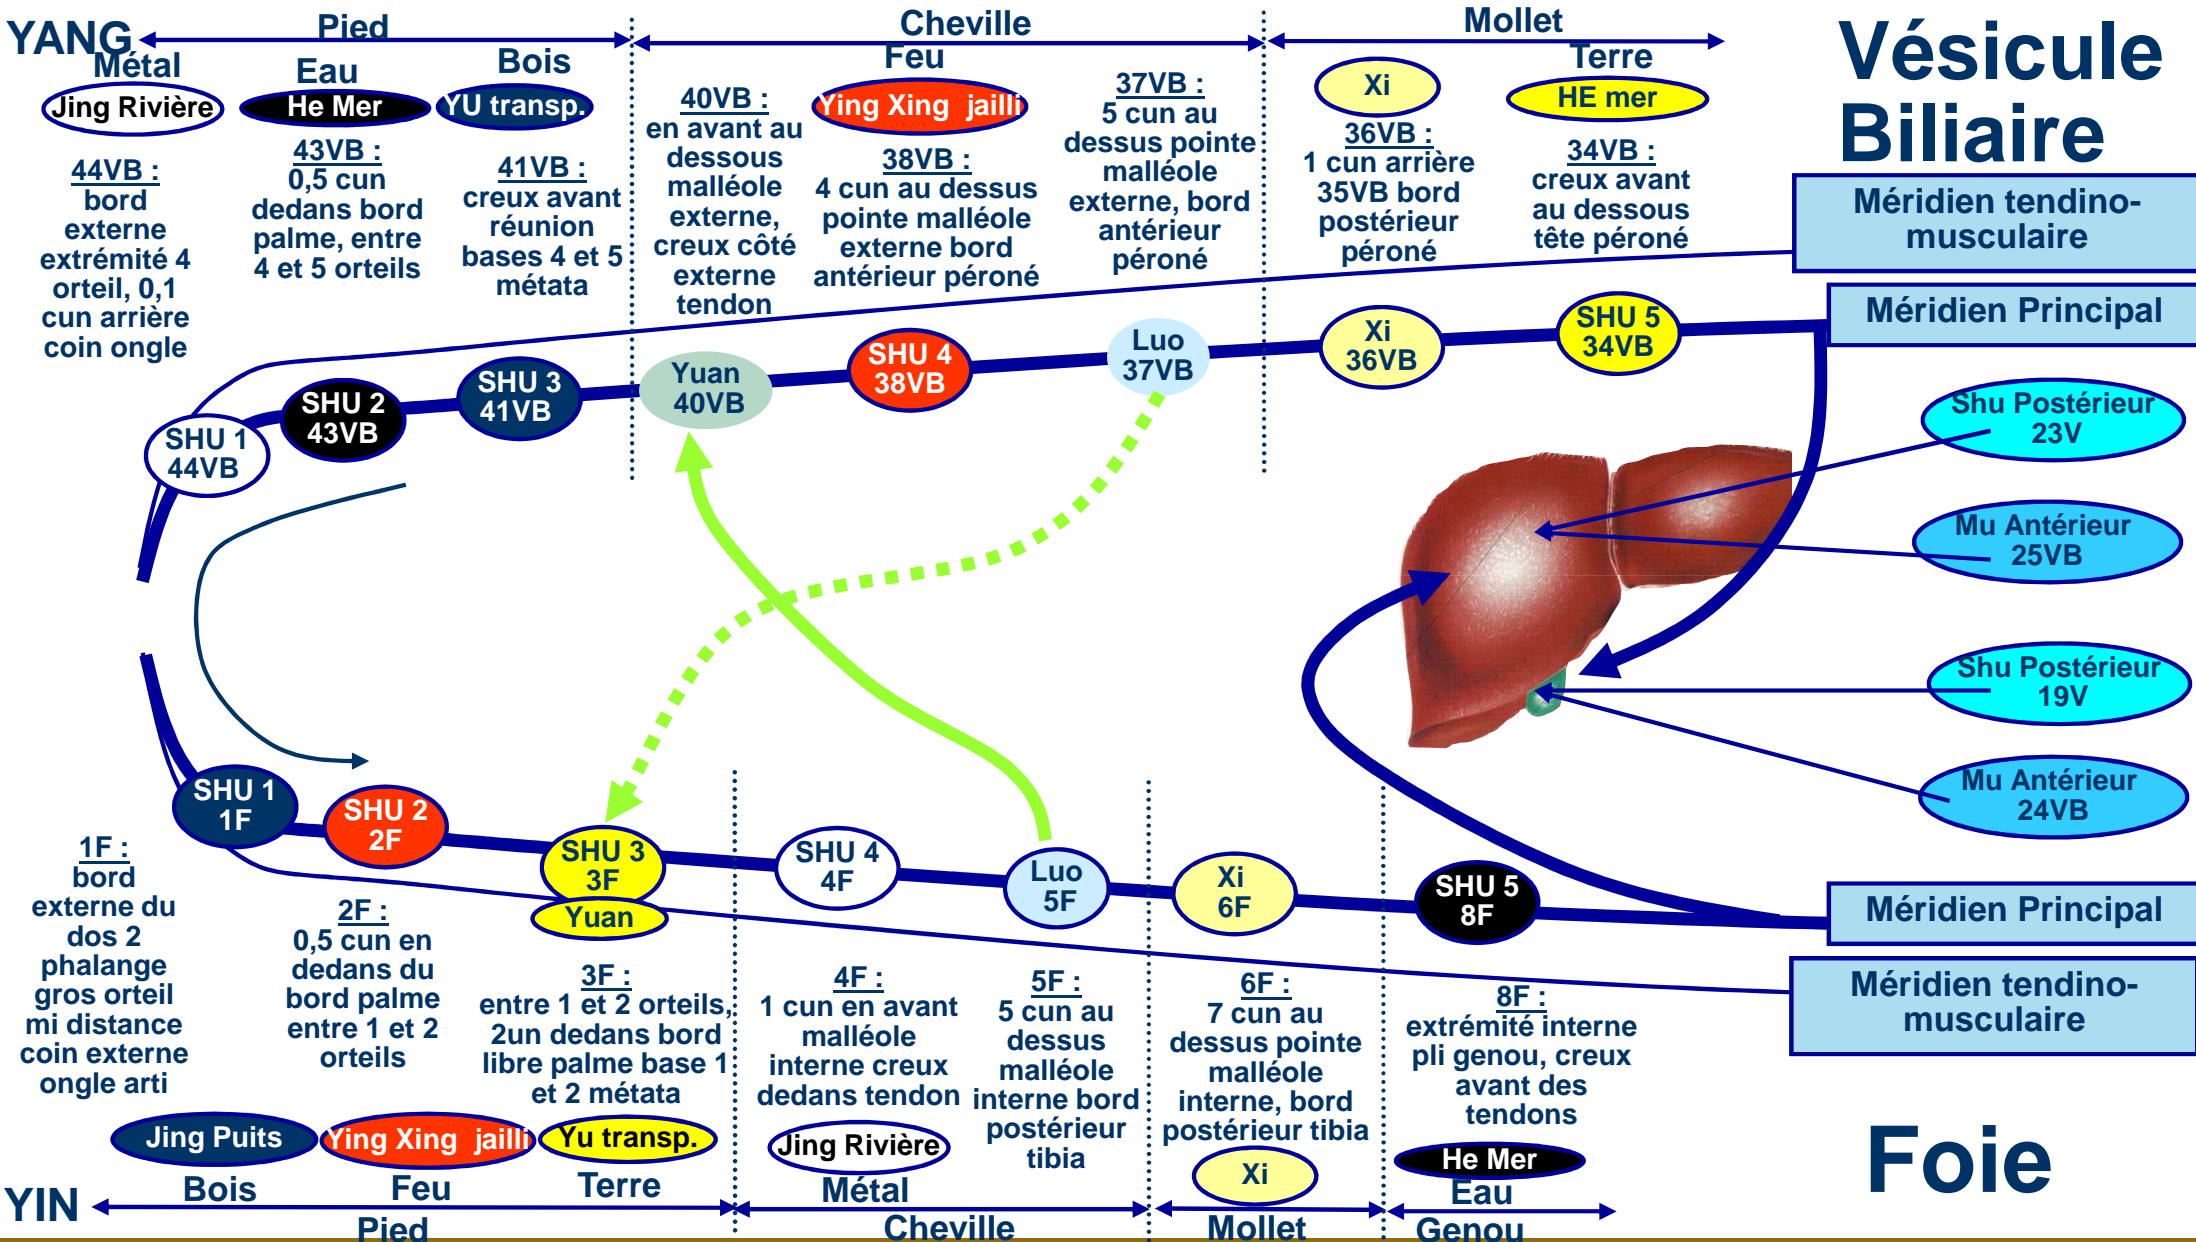 YANG
Pied
Cheville
Mollet
Vésicule
Biliaire
Métal
Eau
Bois
Feu
Terre
Jing Rivière
He Mer
YU transp.
Ying Xing jailli
Xi
HE mer
44VB :
bord
externe
extrémité 4
orteil, 0,1
cun arrière
coin ongle
43VB :
0,5 cun
dedans bord
palme, entre
4 et 5 orteils
41VB :
creux avant
réunion
bases 4 et 5
métata
40VB :
en avant au
dessous
malléole
externe,
creux côté
externe
tendon
38VB :
4 cun au dessus
pointe malléole
externe bord
antérieur péroné
37VB :
5 cun au
dessus pointe
malléole
externe, bord
antérieur
péroné
36VB :
1 cun arrière
35VB bord
postérieur
péroné
34VB :
creux avant
au dessous
tête péroné
Méridien tendino-
musculaire
Méridien Principal
SHU 1
44VB
SHU 2
43VB
SHU 3
41VB
Yuan
40VB
SHU 4
38VB
Luo
37VB
Xi
36VB
SHU 5
34VB
Shu Postérieur
23V
Mu Antérieur
25VB
Shu Postérieur
19V
Mu Antérieur
24VB
SHU 1
1F
SHU 2
2F
SHU 3
3F
Yuan
SHU 4
4F
Luo
5F
Xi
6F
SHU 5
8F
Méridien Principal
Méridien tendino-
musculaire
1F :
bord
externe du
dos 2
phalange
gros orteil
mi distance
coin externe
ongle arti
2F :
0,5 cun en
dedans du
bord palme
entre 1 et 2
orteils
3F :
entre 1 et 2 orteils,
2un dedans bord
libre palme base 1
et 2 métata
4F :
1 cun en avant
malléole
interne creux
dedans tendon
5F :
5 cun au
dessus
malléole
interne bord
postérieur
tibia
6F :
7 cun au
dessus pointe
malléole
interne, bord
postérieur tibia
8F :
extrémité interne
pli genou, creux
avant des
tendons
Jing Puits
Ying Xing jailli
Yu transp.
Jing Rivière
Xi
He Mer
Foie
YIN
Bois
Feu
Terre
Métal
Eau
Pied
Cheville
Mollet
Genou